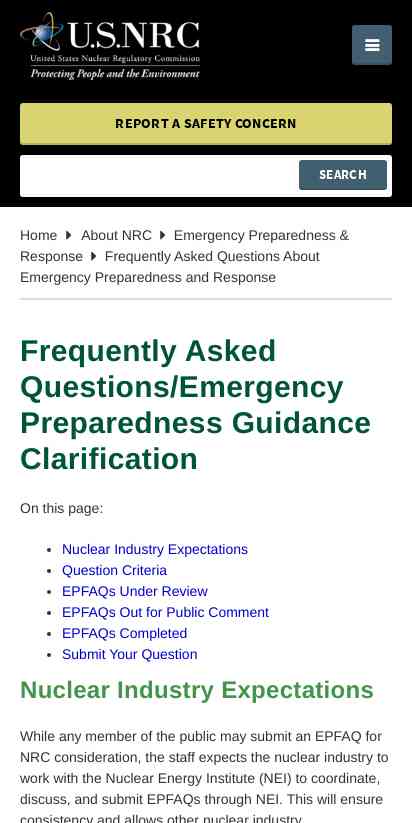 U.S.NRC
United States Nuclear Regulatory Commission
Protecting People and the Environment
REPORT A SAFETY CONCERN
SEARCH
Home About NRC Emergency Preparedness &
Response Frequently Asked Questions About
Emergency Preparedness and Response
Frequently Asked
Questions/Emergency
Preparedness Guidance
Clarification
On this page:
Nuclear Industry Expectations
Question Criteria
EPFAQs Under Review
EPFAQs Out for Public Comment
EPFAQs Completed
Submit Your Question
Nuclear Industry Expectations
While any member of the public may submit an EPFAQ for
NRC consideration, the staff expects the nuclear industry to
work with the Nuclear Energy Institute (NEI) to coordinate,
discuss, and submit EPFAQs through NEI. This will ensure
consistency and allows other nuclear industry